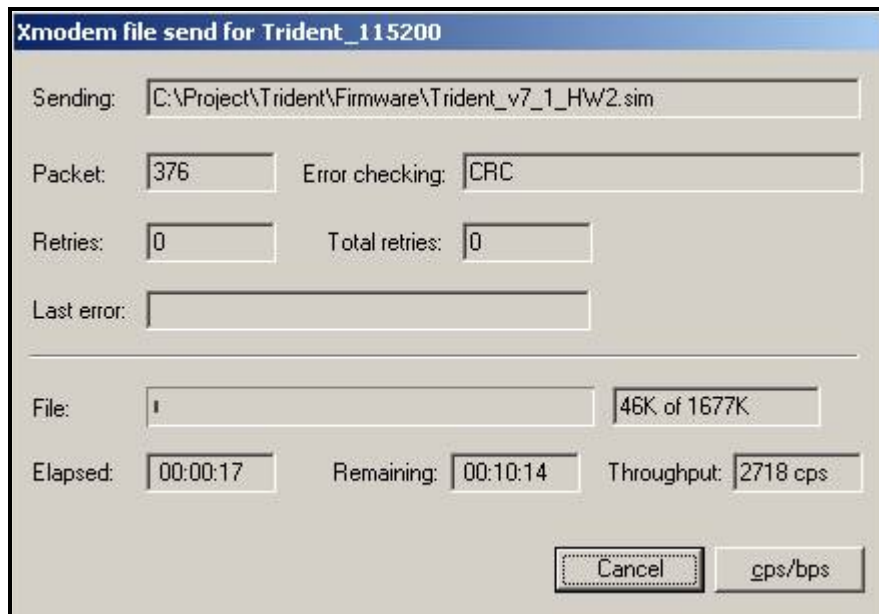 Xmodem file send for Trident_115200
Sending: C:\Project\Trident\Firmware\Trident_v7_1_HW2.sim
Packet: 376 Error checking: CRC
Retries: 0 Total retries: 0
Last error:
File: 46K of 1677K
Elapsed: 00:00:17 Remaining: 00:10:14 Throughput: 2718 cps
Cancel cps/bps